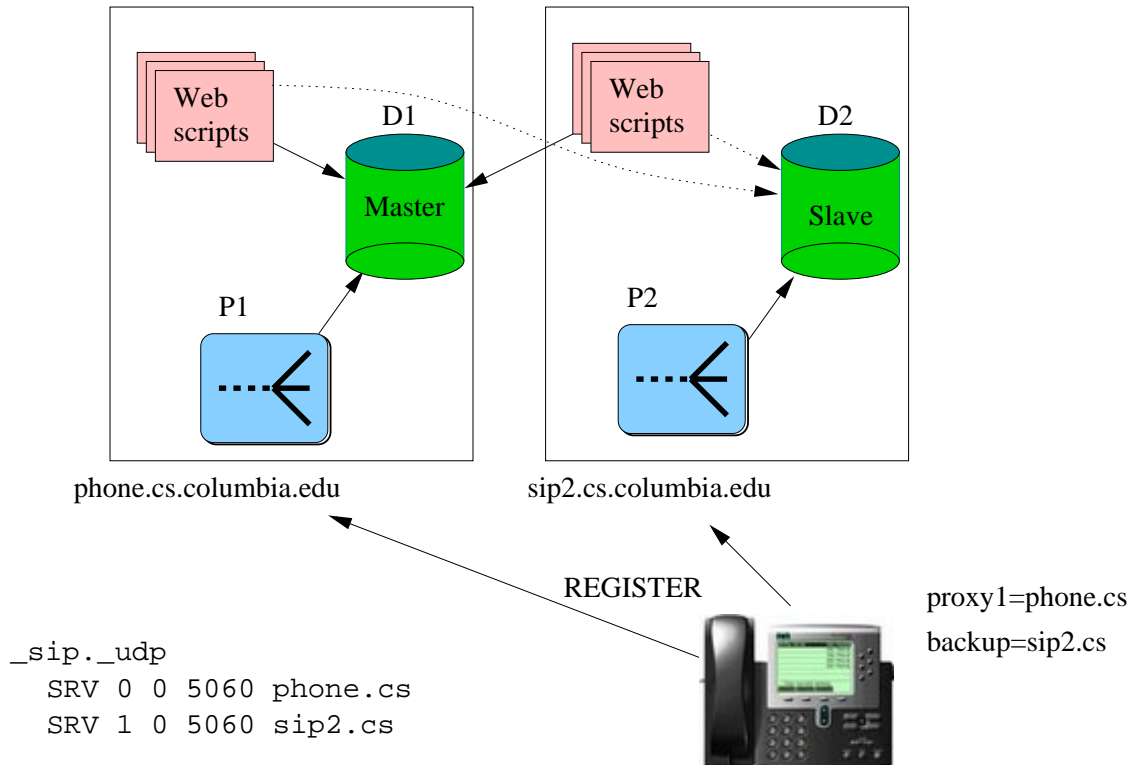 Web
scripts
D1
Master
P1
Web
scripts
D2
Slave
P2
phone.cs.columbia.edu
sip2.cs.columbia.edu
REGISTER
proxy1=phone.cs
backup=sip2.cs
_sip._udp
SRV 0 0 5060 phone.cs
SRV 1 0 5060 sip2.cs